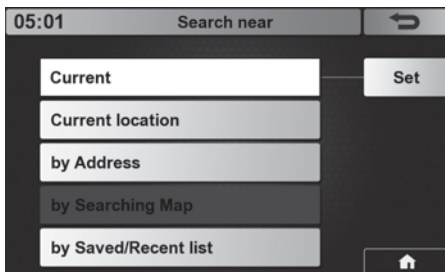 05:01 Search near
Current
Set
Current location
by Address
by Searching Map
by Saved/Recent list